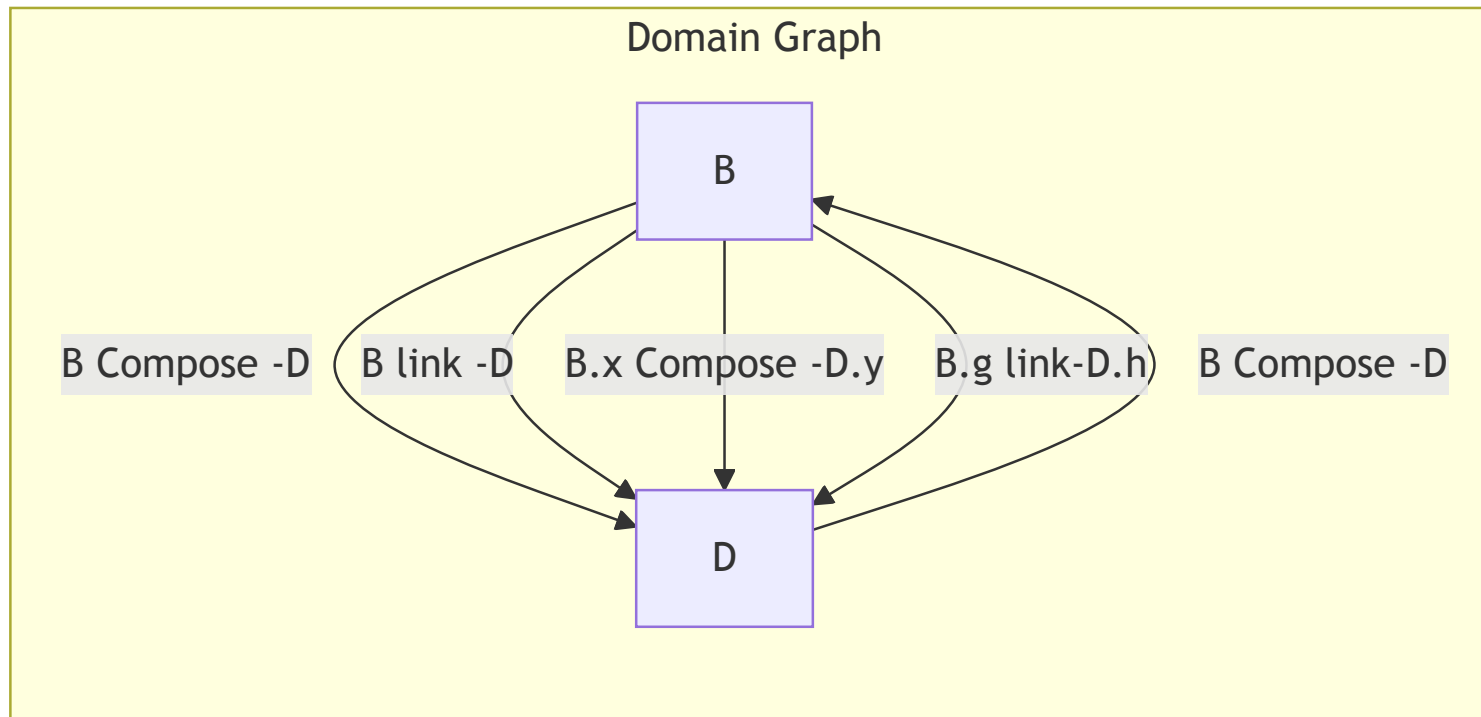 Domain Graph
B
B Compose -D
B link -D
B.x Compose -D.y
B.g link-D.h
B Compose -D
D